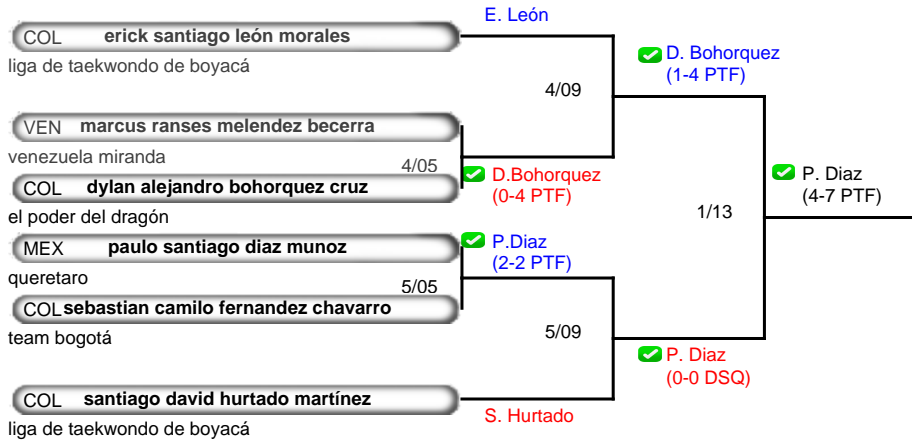 E. León
COL erick santiago león morales
liga de taekwondo de boyacá
D. Bohorquez
(1-4 PTF)
4/09
VEN marcus ranses melendez becerra
venezuela miranda
4/05
COL dylan alejandro bohorquez cruz
el poder del dragón
D.Bohorquez
(0-4 PTF)
P. Diaz
(4-7 PTF)
1/13
MEX paulo santiago diaz munoz
queretaro
P.Diaz
(2-2 PTF)
5/05
COL sebastian camilo fernandez chavarro
team bogotá
5/09
P. Diaz
(0-0 DSQ)
COL santiago david hurtado martínez
liga de taekwondo de boyacá
S. Hurtado